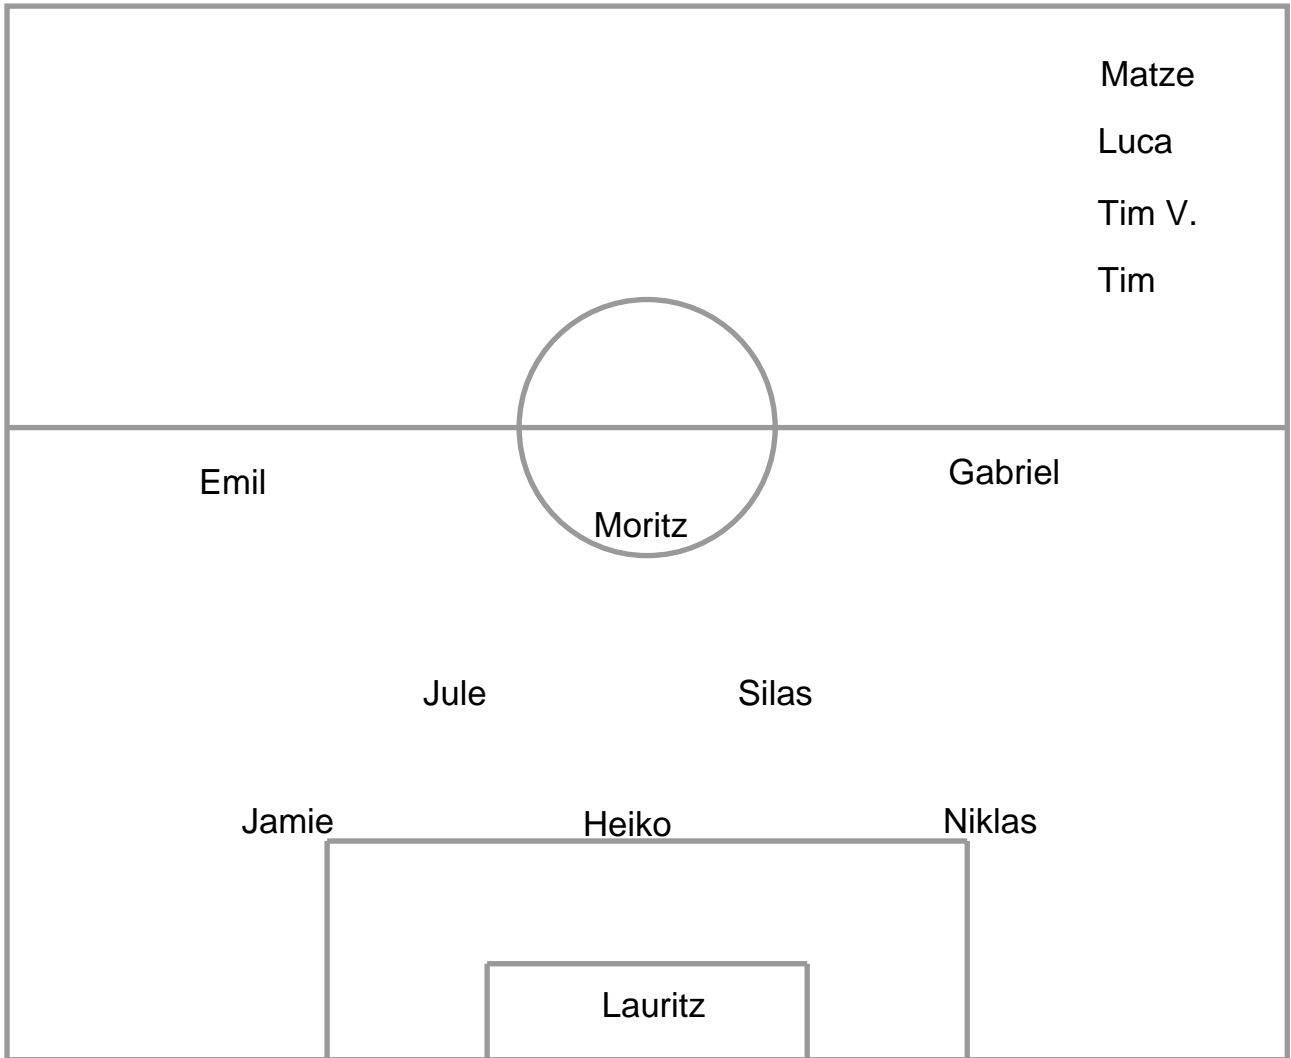 Matze
Luca
Tim V.
Tim
Emil
Gabriel
Moritz
Jule
Silas
Jamie
Heiko
Niklas
Lauritz